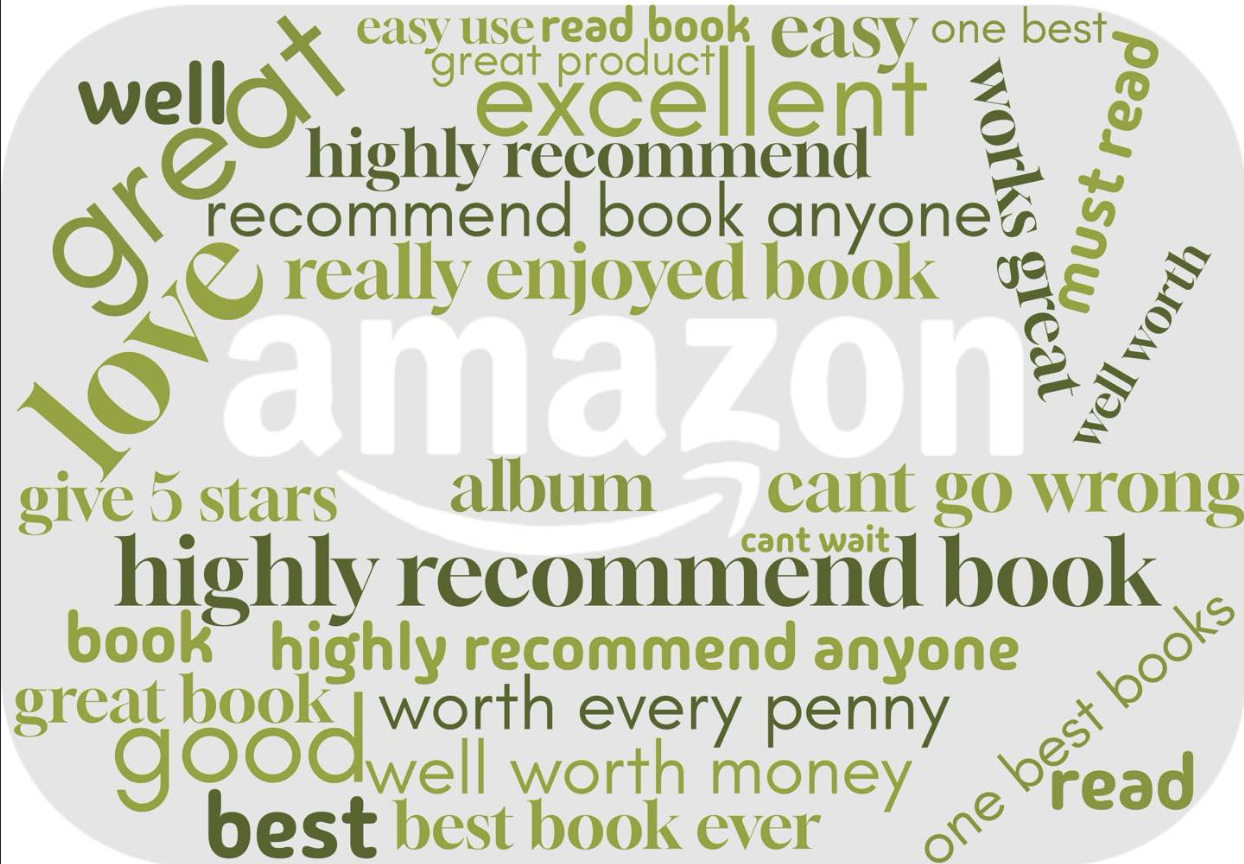 easy use
read book
easy
one best
great product
well
great
excellent
works great
must read
highly recommend
recommend book anyone
love
really enjoyed book
well worth
amazon
give 5 stars
album
cant go wrong
cant wait
highly recommend book
book
highly recommend anyone
great book
worth every penny
one best books
good
well worth money
read
best
best book ever